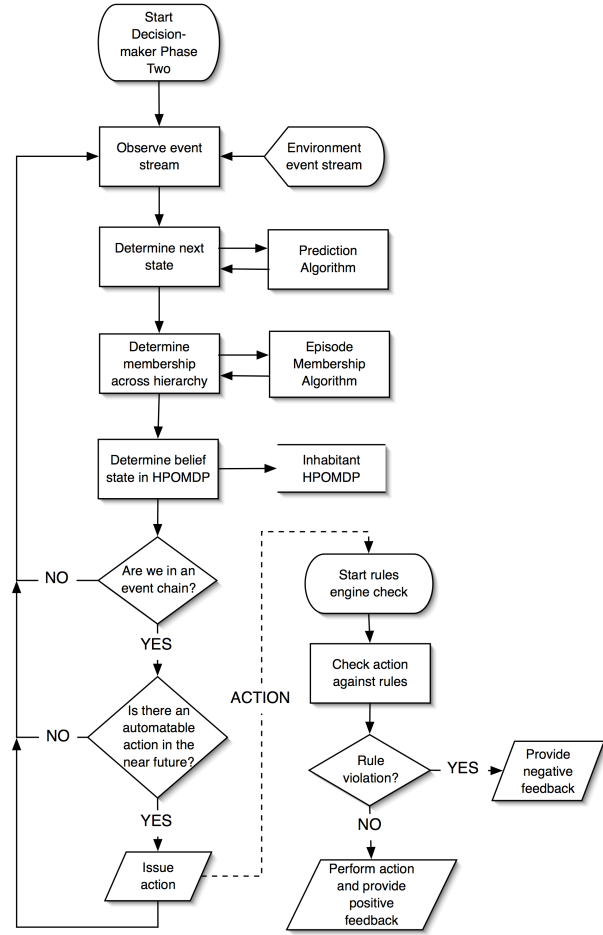 Start
Decision-
maker Phase
Two
Observe event
stream
Environment
event stream
Determine next
state
Prediction
Algorithm
Determine
membership
across hierarchy
Episode
Membership
Algorithm
Determine belief
state in HPOMDP
Inhabitant
HPOMDP
Are we in an
event chain?
NO
YES
Is there an
automatable
action in the
near future?
NO
YES
Issue
action
ACTION
Start rules
engine check
Check action
against rules
Rule
violation?
YES
Provide
negative
feedback
NO
Perform action
and provide
positive
feedback